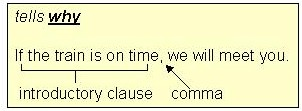 tells why
If the train is on time, we will meet you.
introductory clause comma